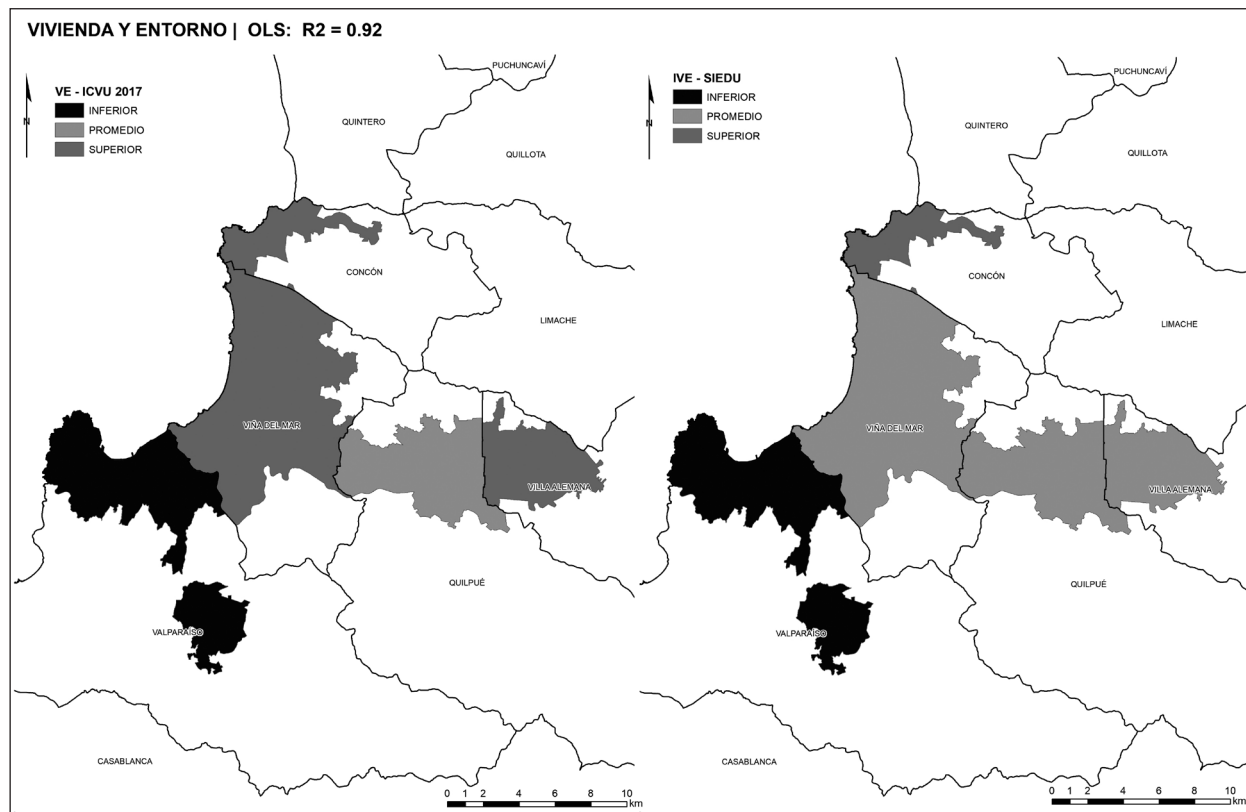 VIVIENDA Y ENTORNO | OLS: R2 = 0.92
VE - ICVU 2017
INFERIOR
PROMEDIO
SUPERIOR
N
PUCHUNCAVÍ
QUINTERO
QUILLOTA
CONCÓN
LIMACHE
VIÑA DEL MAR
VILLA ALEMANA
QUILPUÉ
VALPARAÍSO
CASABLANCA
0 1 2 4 6 8 10
km
IVE - SIEDU
INFERIOR
PROMEDIO
SUPERIOR
N
PUCHUNCAVÍ
QUINTERO
QUILLOTA
CONCÓN
LIMACHE
VIÑA DEL MAR
VILLA ALEMANA
QUILPUÉ
VALPARAÍSO
CASABLANCA
0 1 2 4 6 8 10
km